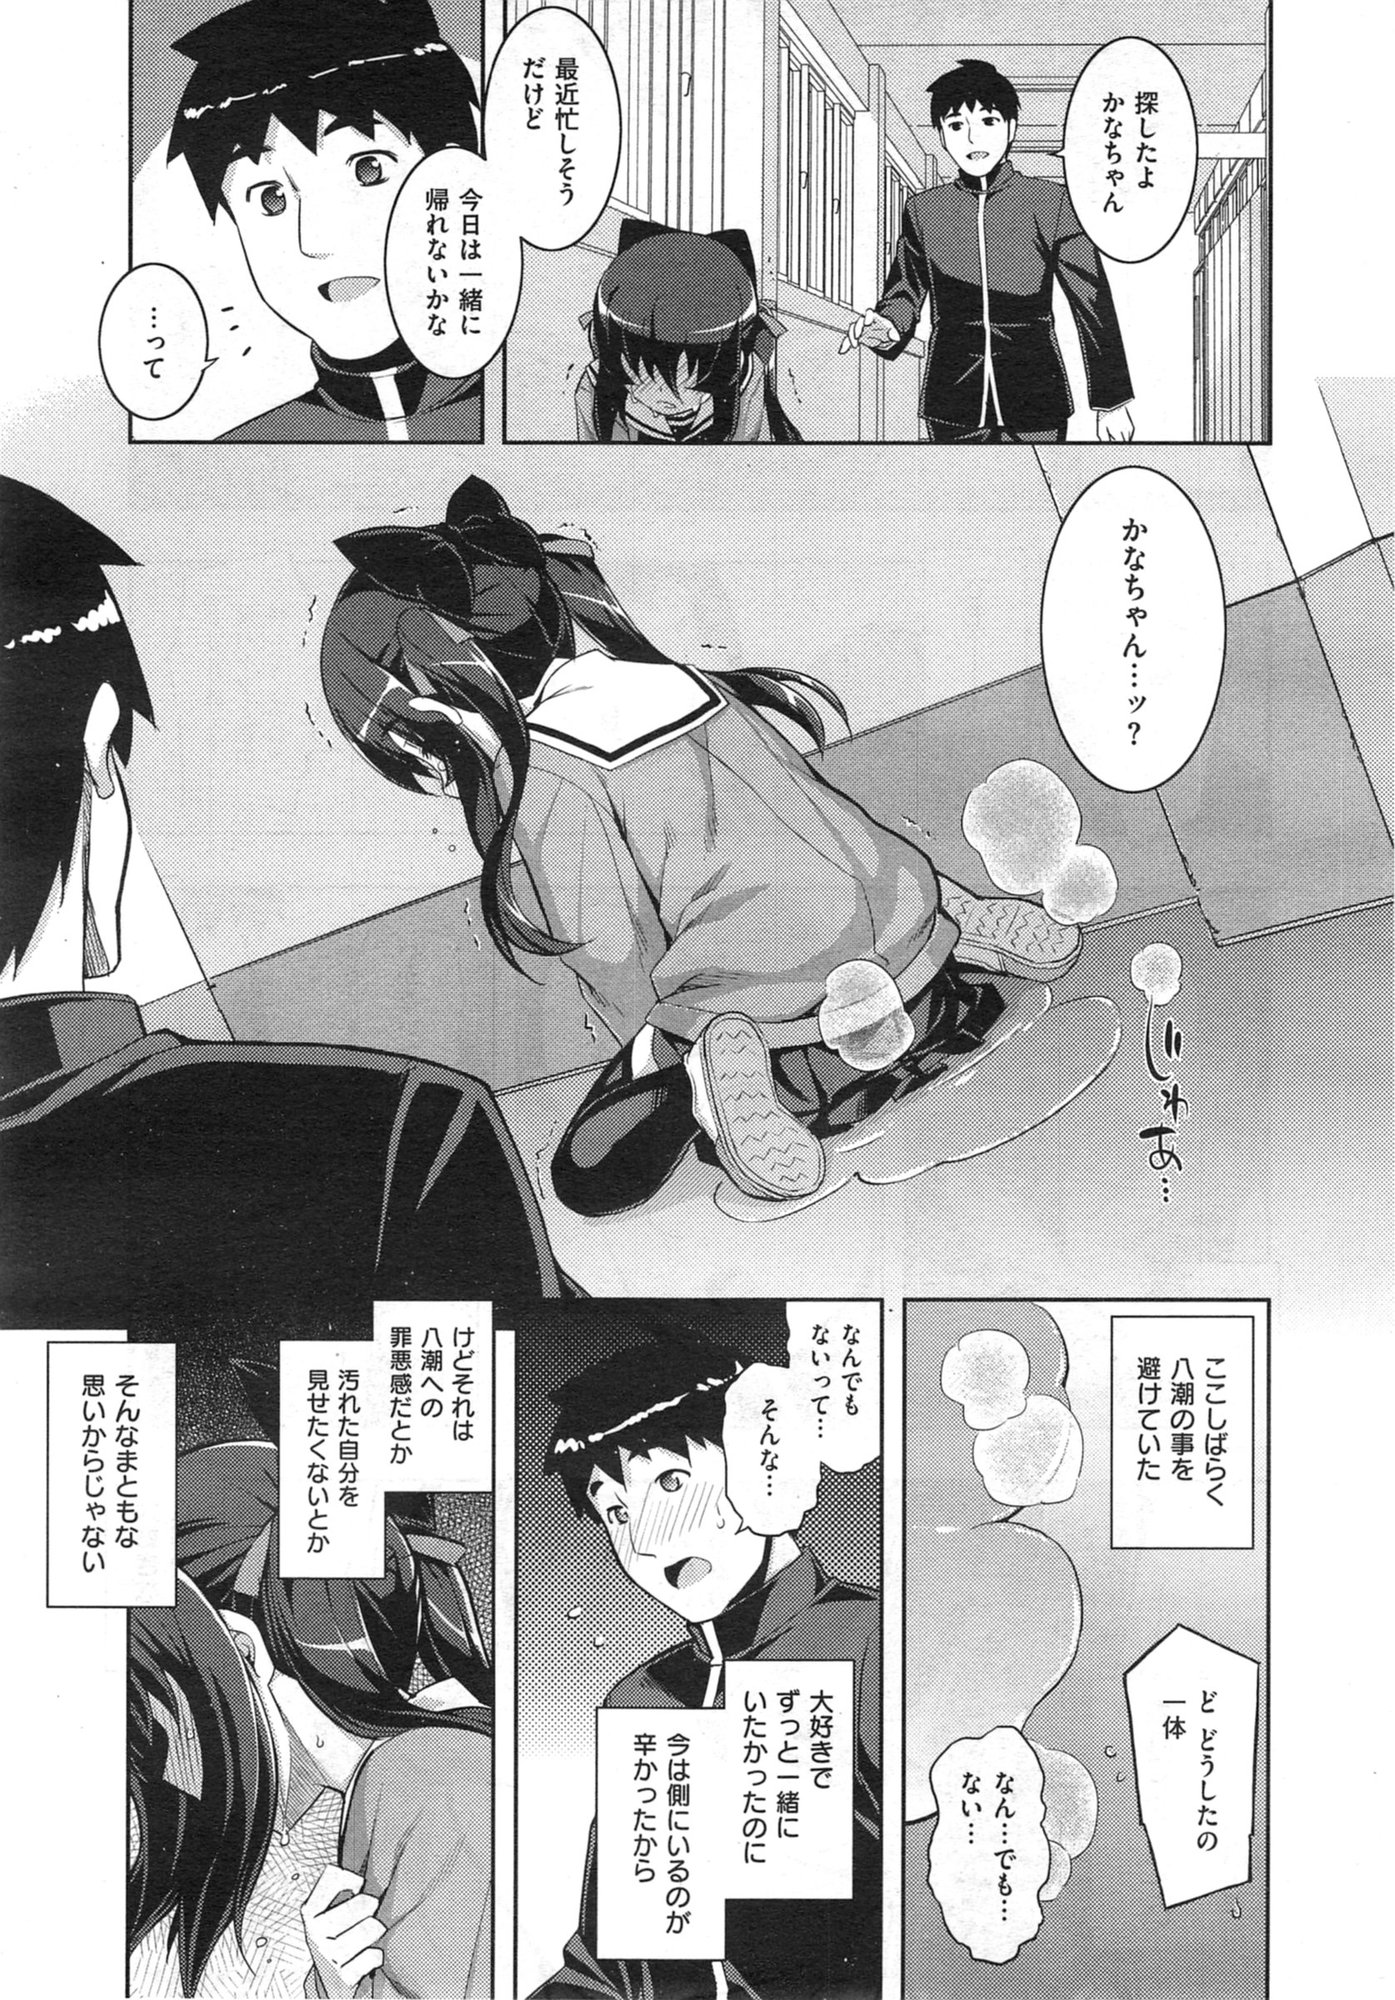 探したよ
かなちゃん
最近忙しそう
だけど
今日は一緒に
帰れないかな
…って
かなちゃん…ッ？
じゅわあ…
ここしばらく
八潮の事を
避けていた
ど どうしたの
一体
なん…でも…
ない…
なんでも
ないって…
そんな…
大好きで
ずっと一緒に
いたかったのに
今は側にいるのが
辛かったから
けどそれは
八潮への
罪悪感だとか
汚れた自分を
見せたくないとか
そんなまともな
思いからじゃない